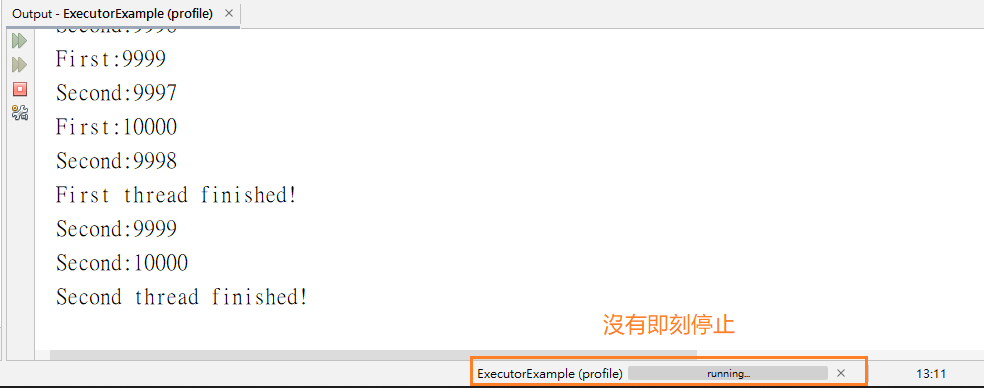 Output - ExecutorExample (profile) ×
Second:9996
First:9999
Second:9997
First:10000
Second:9998
First thread finished!
Second:9999
Second:10000
Second thread finished!
沒有即刻停止
ExecutorExample (profile) running... × 13:11